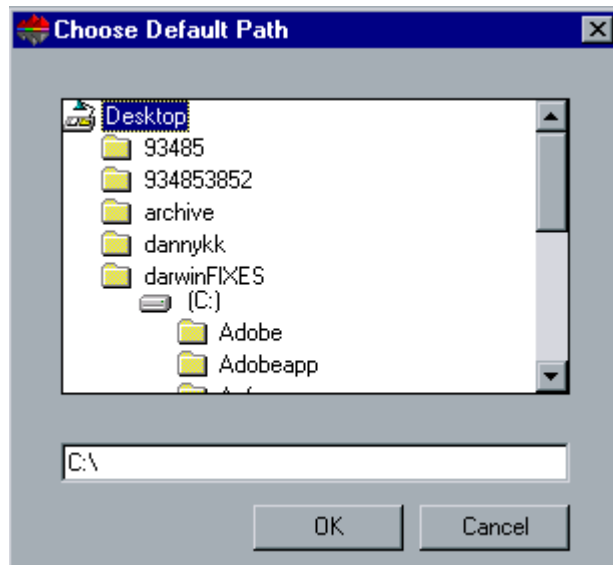 Choose Default Path
Desktop
93485
934853852
archive
dannykk
darwinFIXES
(C:)
Adobe
Adobeapp
C:\
OK
Cancel